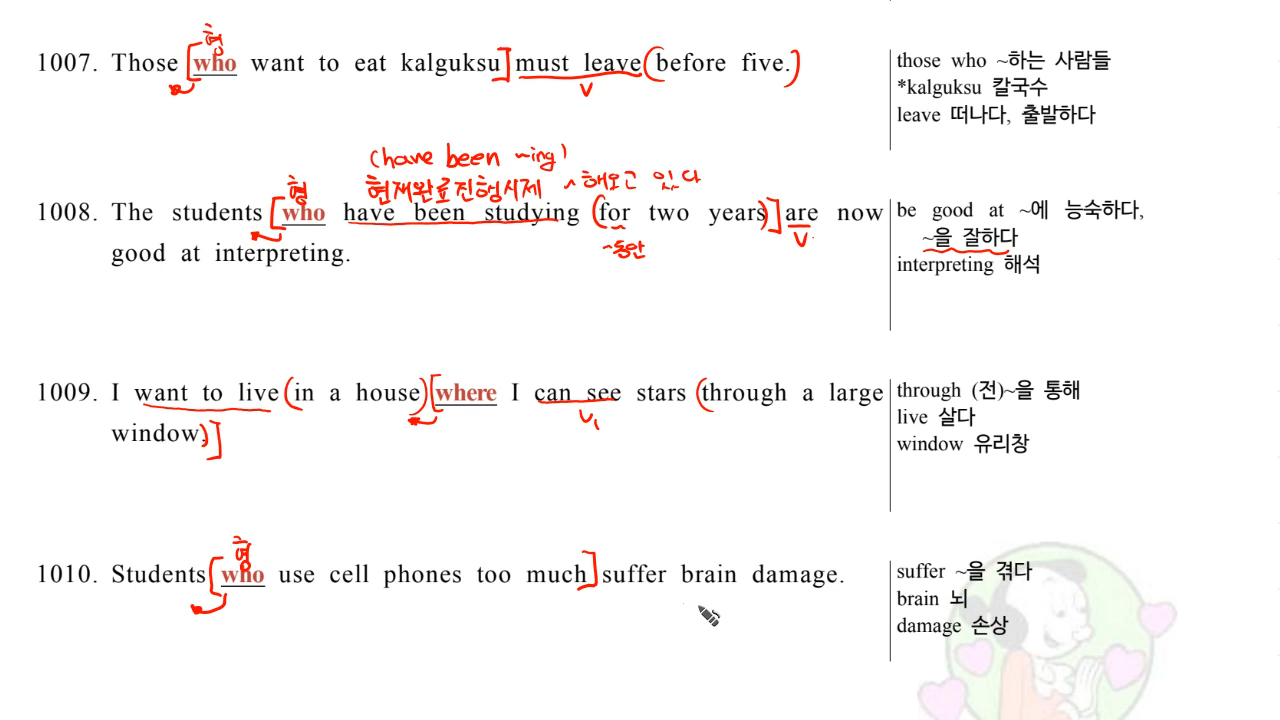 형
1007. Those who want to eat kalguksu must leave before five.
V
those who ~하는 사람들
*kalguksu 칼국수
leave 떠나다, 출발하다
(have been ~ing)
현재완료진행시제 ~해오고 있다
형
1008. The students who have been studying for two years are now
V
~동안
good at interpreting.
be good at ~에 능숙하다,
~을 잘하다
interpreting 해석
1009. I want to live in a house where I can see stars through a large
V₁
window.
through (전)~을 통해
live 살다
window 유리창
형
1010. Students who use cell phones too much suffer brain damage.
suffer ~을 겪다
brain 뇌
damage 손상